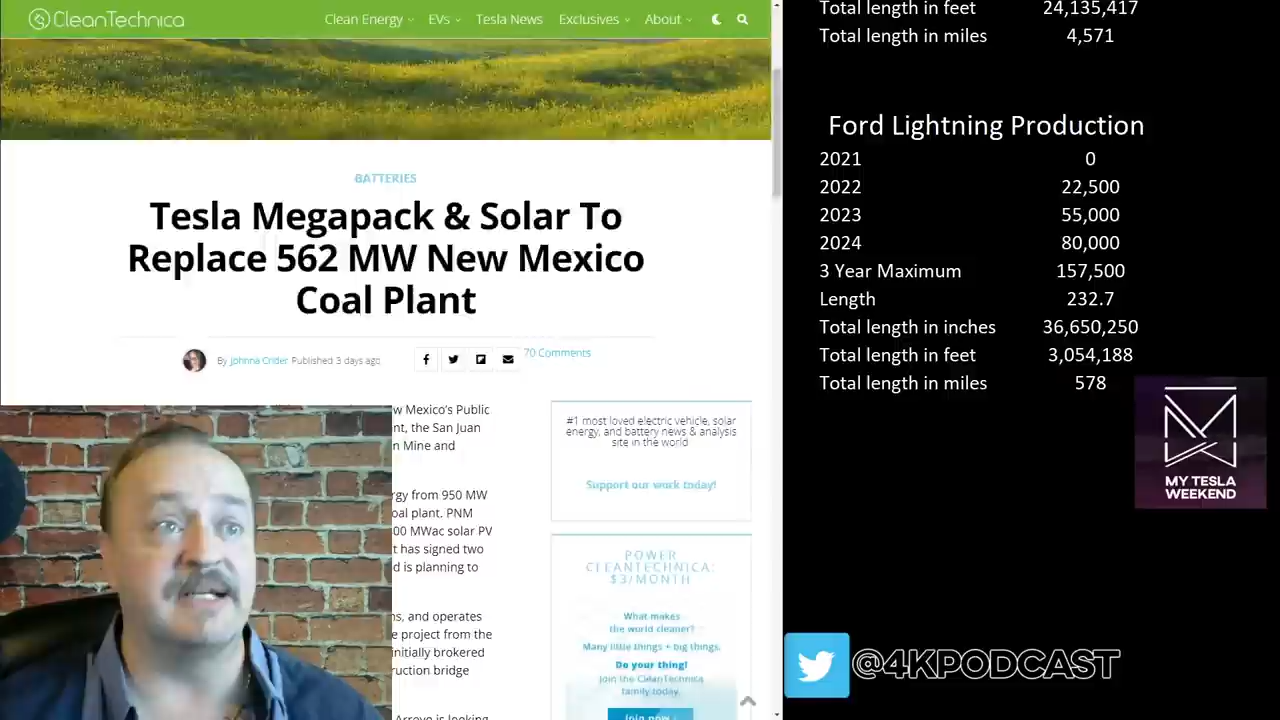 CleanTechnica
Clean Energy
EVs
Tesla News
Exclusives
About
BATTERIES
Tesla Megapack & Solar To
Replace 562 MW New Mexico
Coal Plant
By Johnna Crider Published 3 days ago
70 Comments
w Mexico's Public
nt, the San Juan
n Mine and
rgy from 950 MW
oal plant. PNM
00 MWac solar PV
t has signed two
d is planning to
ns, and operates
e project from the
initially brokered
ruction bridge
Arroyo is looking
#1 most loved electric vehicle, solar
energy, and battery news & analysis
site in the world
Support our work today!
POWER
CLEANTECHNICA:
$3/MONTH
What makes
the world cleaner?
Many little things + big things.
Do your thing!
Join the CleanTechnica
family today.
Join now
Total length in feet 24,135,417
Total length in miles 4,571
Ford Lightning Production
2021 0
2022 22,500
2023 55,000
2024 80,000
3 Year Maximum 157,500
Length 232.7
Total length in inches 36,650,250
Total length in feet 3,054,188
Total length in miles 578
MY TESLA
WEEKEND
@4KPODCAST